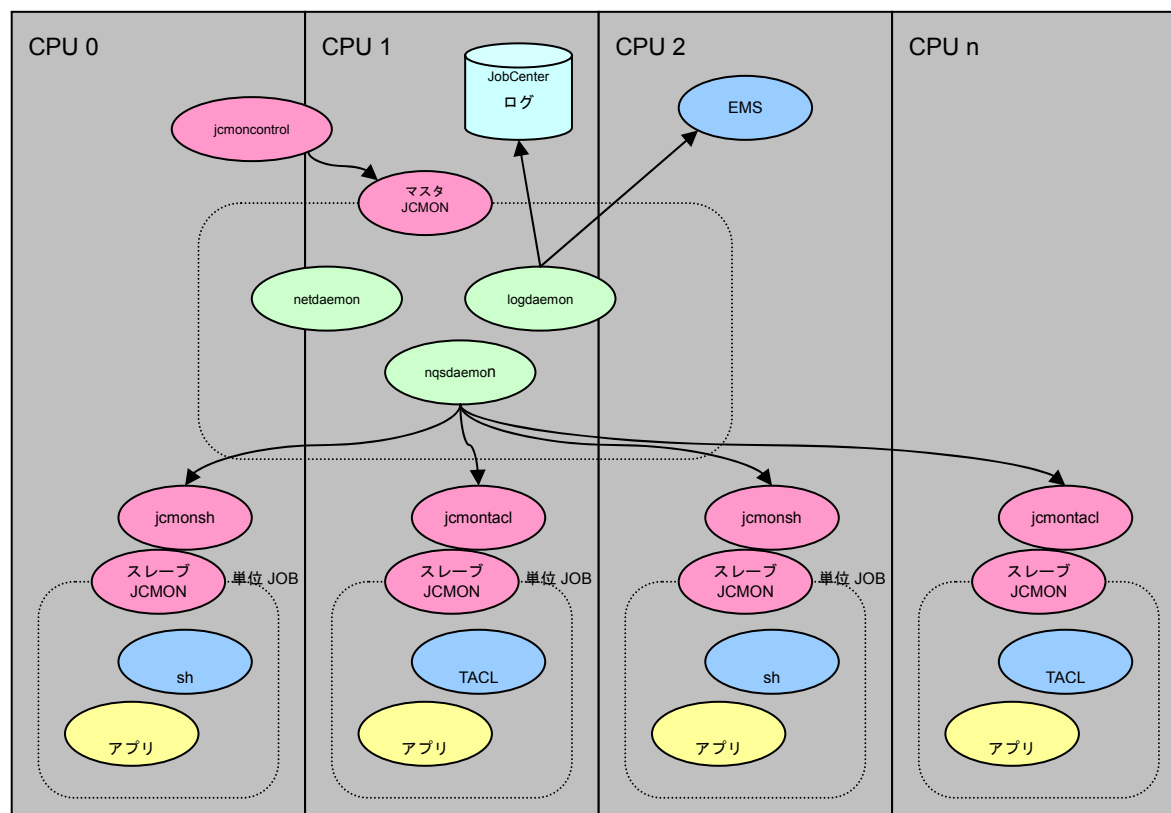 CPU 0
CPU 1
CPU 2
CPU n
JobCenter
ログ
EMS
jcmoncontrol
マスタ
JCMON
netdaemon
logdaemon
nqsdaemon
jcmonsh
jcmontacl
jcmonsh
jcmontacl
スレーブ
JCMON
単位 JOB
スレーブ
JCMON
単位 JOB
スレーブ
JCMON
単位 JOB
スレーブ
JCMON
sh
TACL
sh
TACL
アプリ
アプリ
アプリ
アプリ